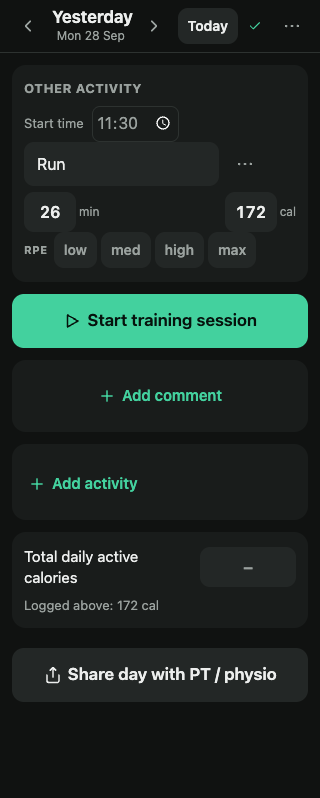 Yesterday
Mon 28 Sep
Today
OTHER ACTIVITY
Start time 11:30
Run
26 min 172 cal
RPE low med high max
Start training session
Add comment
Add activity
Total daily active
calories
–
Logged above: 172 cal
Share day with PT / physio